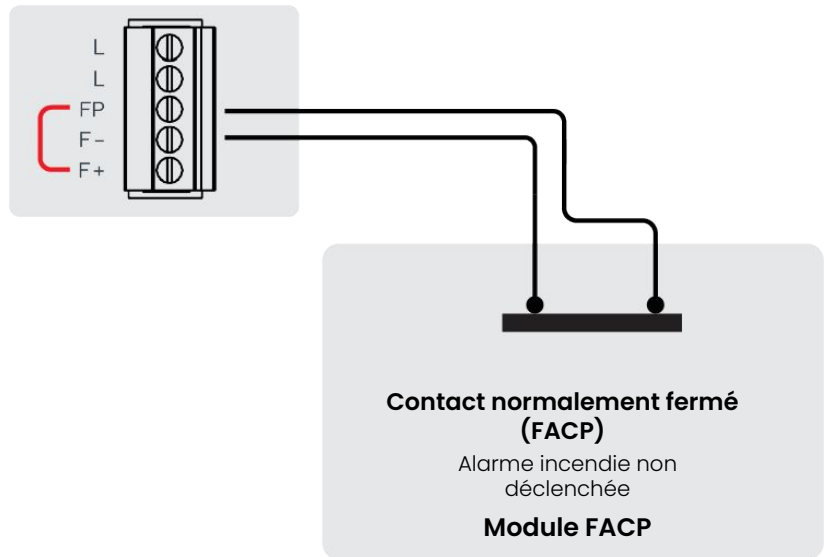 L
L
FP
F-
F+
Contact normalement fermé
(FACP)
Alarme incendie non
déclenchée
Module FACP